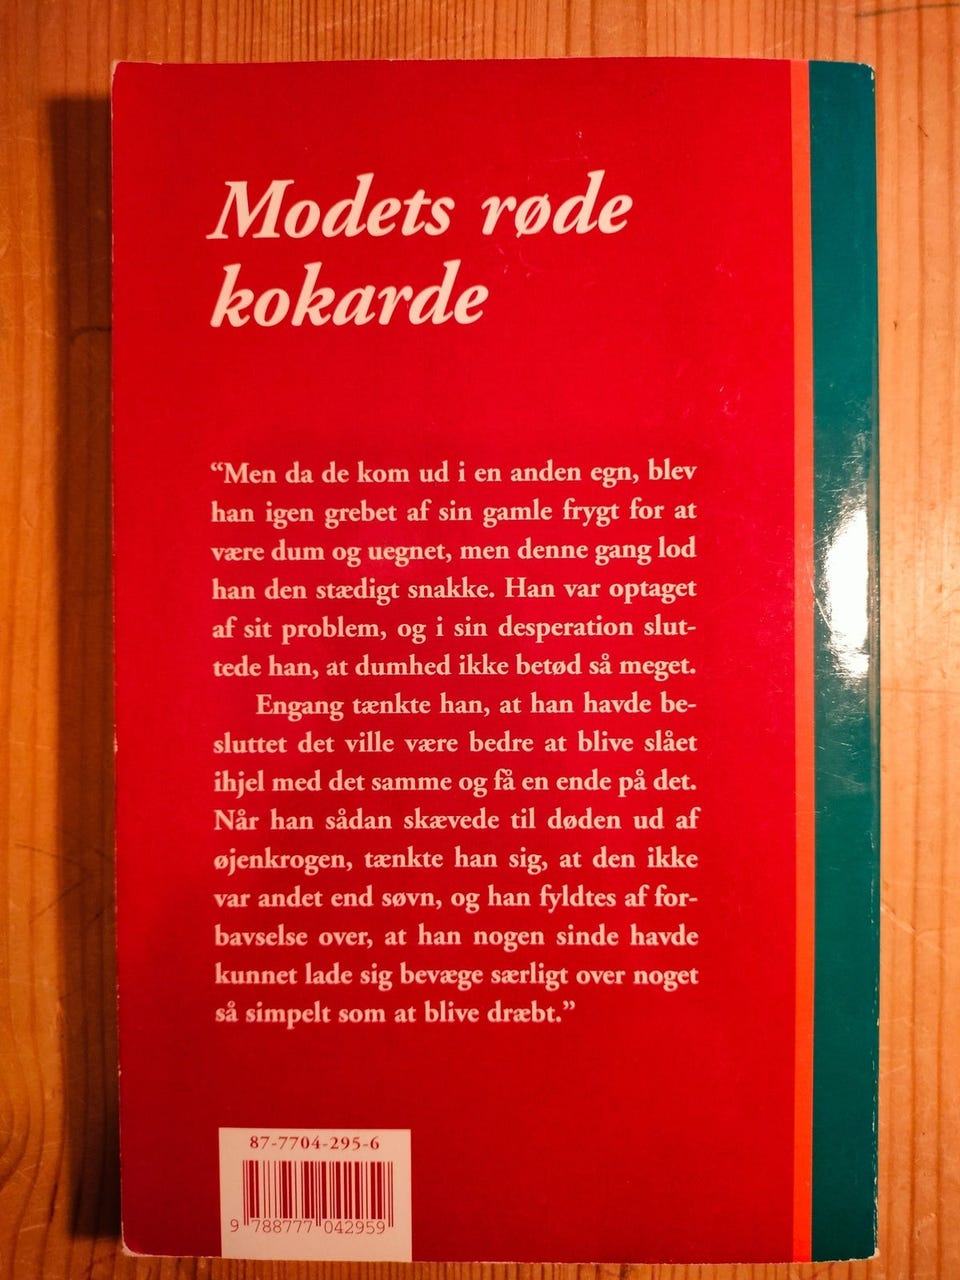 Modets røde
kokarde
“Men da de kom ud i en anden egn, blev
han igen grebet af sin gamle frygt for at
være dum og uegnet, men denne gang lod
han den stædigt snakke. Han var optaget
af sit problem, og i sin desperation slut-
tede han, at dumhed ikke betød så meget.
Engang tænkte han, at han havde be-
sluttet det ville være bedre at blive slået
ihjel med det samme og få en ende på det.
Når han sådan skævede til døden ud af
øjenkrogen, tænkte han sig, at den ikke
var andet end søvn, og han fyldtes af for-
bavselse over, at han nogen sinde havde
kunnet lade sig bevæge særligt over noget
så simpelt som at blive dræbt.”
87-7704-295-6
9 788777 042959